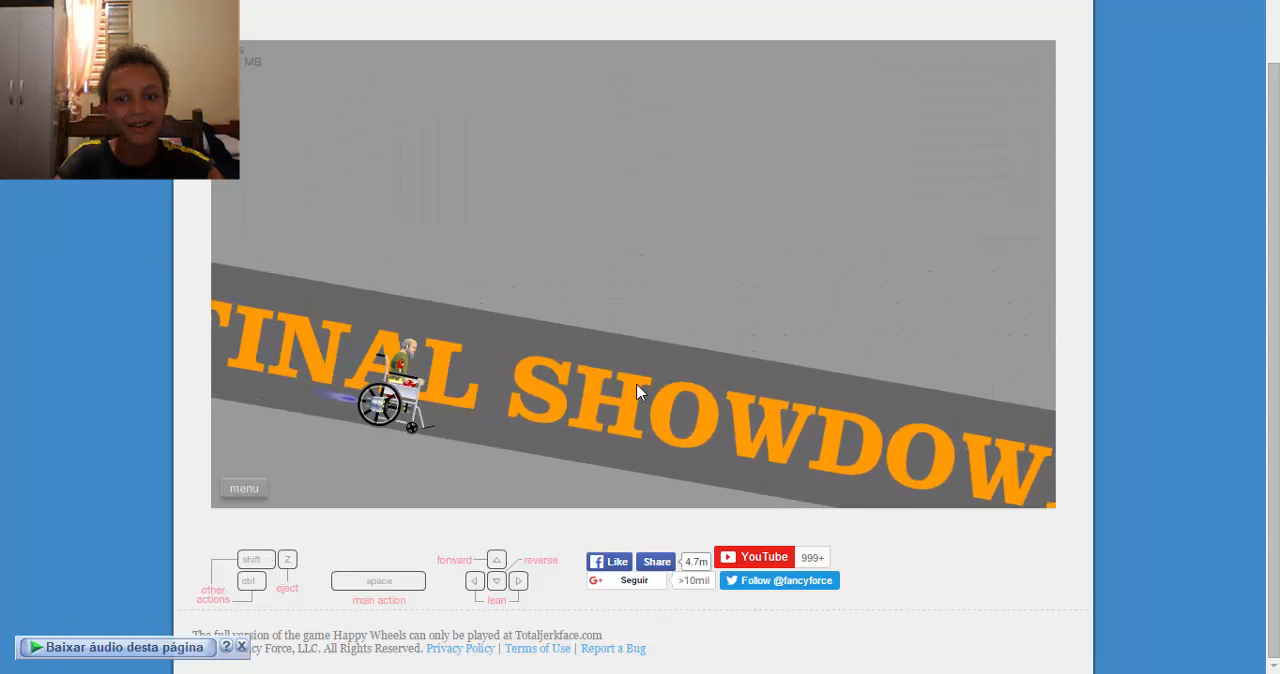 s
MB
FINAL SHOWDOW
menu
shift
Z
forward
reverse
ctrl
space
other
actions
eject
main action
lean
Like
Share
4.7m
YouTube
999+
Seguir
>10mil
Follow @fancyforce
The full version of the game Happy Wheels can only be played at Totaljerkface.com
cy Force, LLC. All Rights Reserved. Privacy Policy | Terms of Use | Report a Bug
Baixar áudio desta página
?